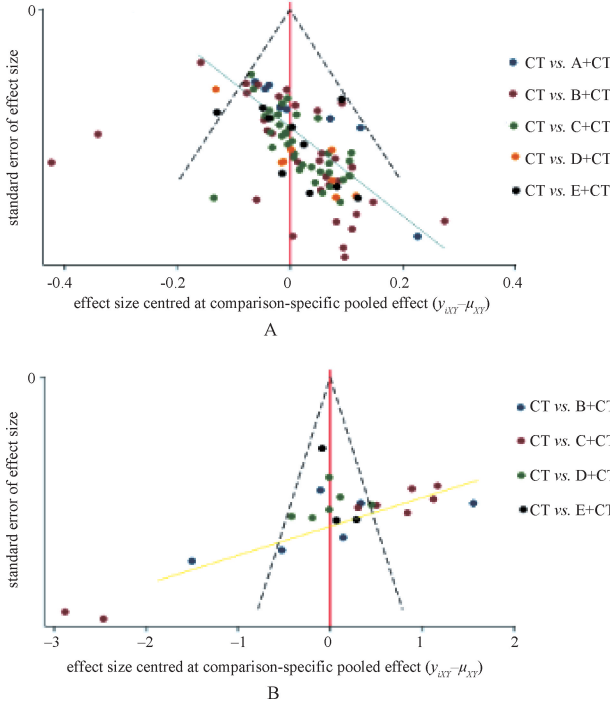 0
standard error of effect size
CT vs. A+CT
CT vs. B+CT
CT vs. C+CT
CT vs. D+CT
CT vs. E+CT
-0.4 -0.2 0 0.2 0.4
effect size centred at comparison-specific pooled effect (yiXY–μXY)
A
0
standard error of effect size
CT vs. B+CT
CT vs. C+CT
CT vs. D+CT
CT vs. E+CT
–3 –2 –1 0 1 2
effect size centred at comparison-specific pooled effect (yiXY–μXY)
B